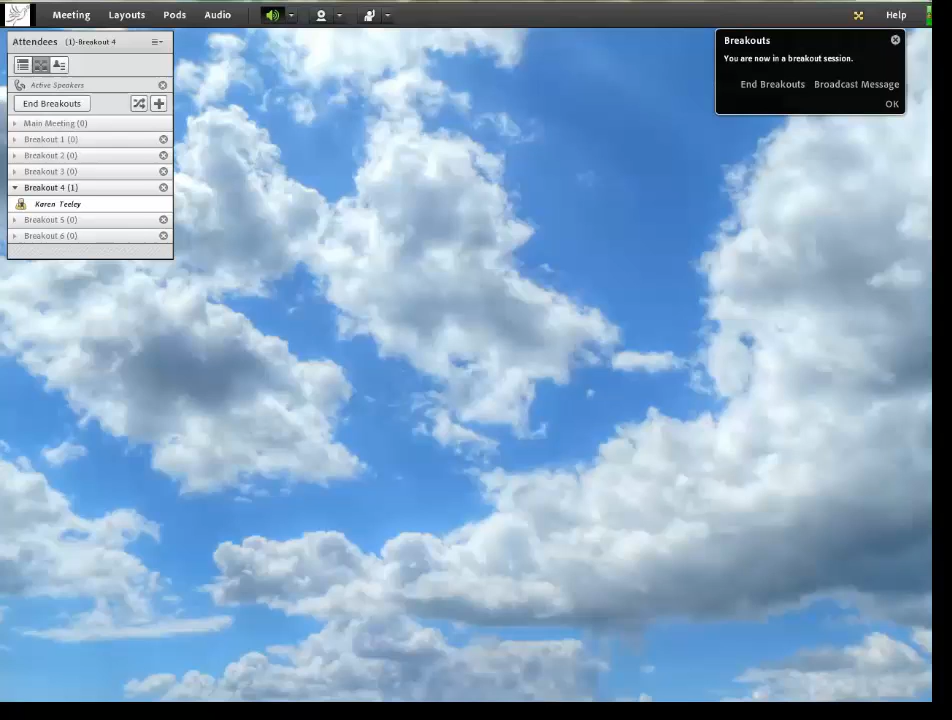 Meeting Layouts Pods Audio Help
Attendees (1)-Breakout 4
Active Speakers
End Breakouts
Main Meeting (0)
Breakout 1 (0)
Breakout 2 (0)
Breakout 3 (0)
Breakout 4 (1)
Karen Teeley
Breakout 5 (0)
Breakout 6 (0)
Breakouts
You are now in a breakout session.
End Breakouts Broadcast Message
OK